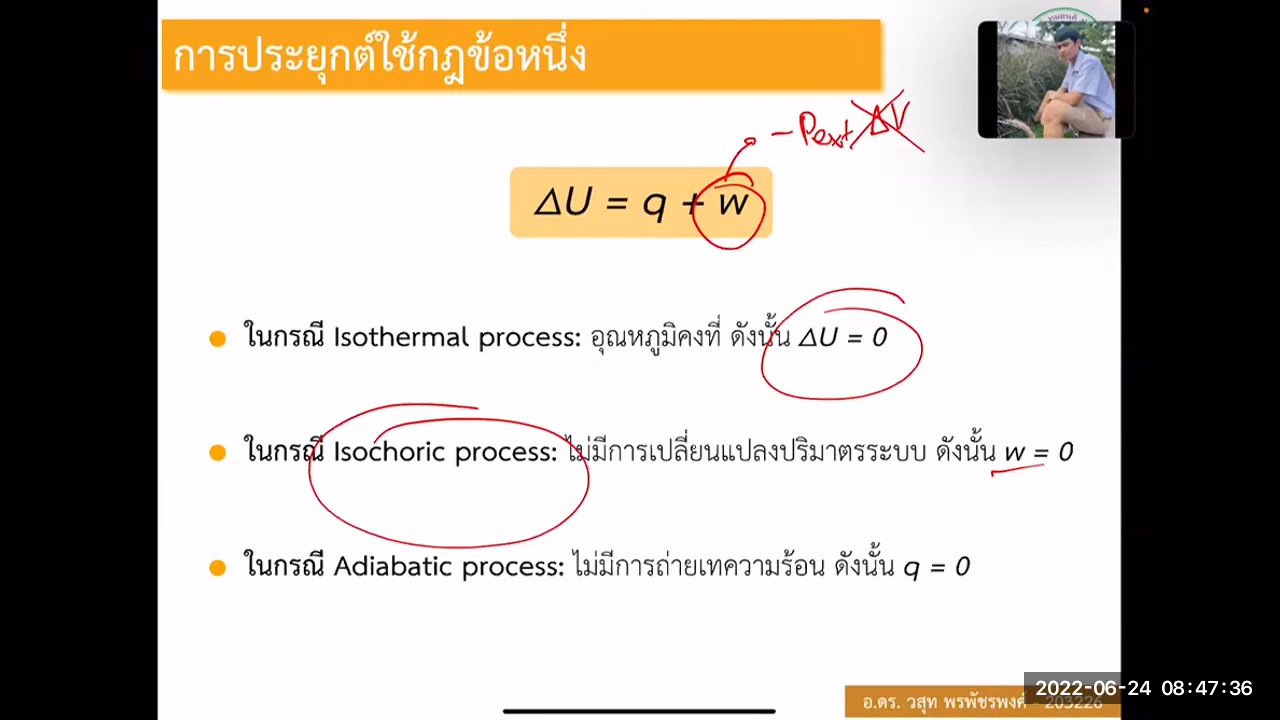 การประยุกต์ใช้กฎข้อหนึ่ง
- Pext ΔV
ΔU = q + w
ในกรณี Isothermal process: อุณหภูมิคงที่ ดังนั้น ΔU = 0
ในกรณี Isochoric process: ไม่มีการเปลี่ยนแปลงปริมาตรระบบ ดังนั้น w = 0
ในกรณี Adiabatic process: ไม่มีการถ่ายเทความร้อน ดังนั้น q = 0
2022-06-24 08:47:36
อ.ดร. วสุท พรพัชรพงศ์ - 203226